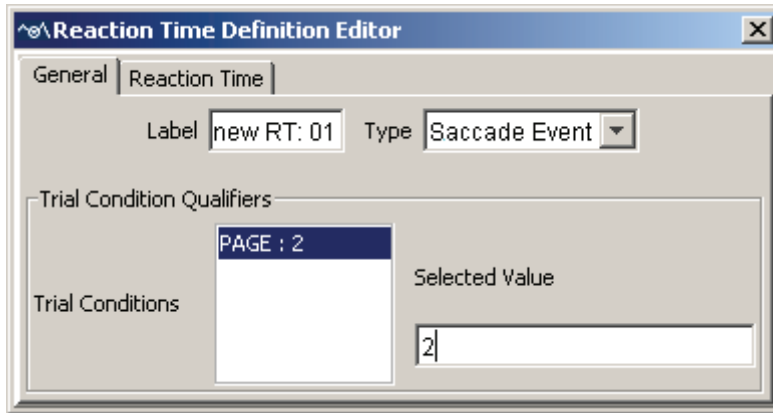 Reaction Time Definition Editor
General Reaction Time
Label new RT: 01 Type Saccade Event
Trial Condition Qualifiers
PAGE : 2
Selected Value
Trial Conditions
2